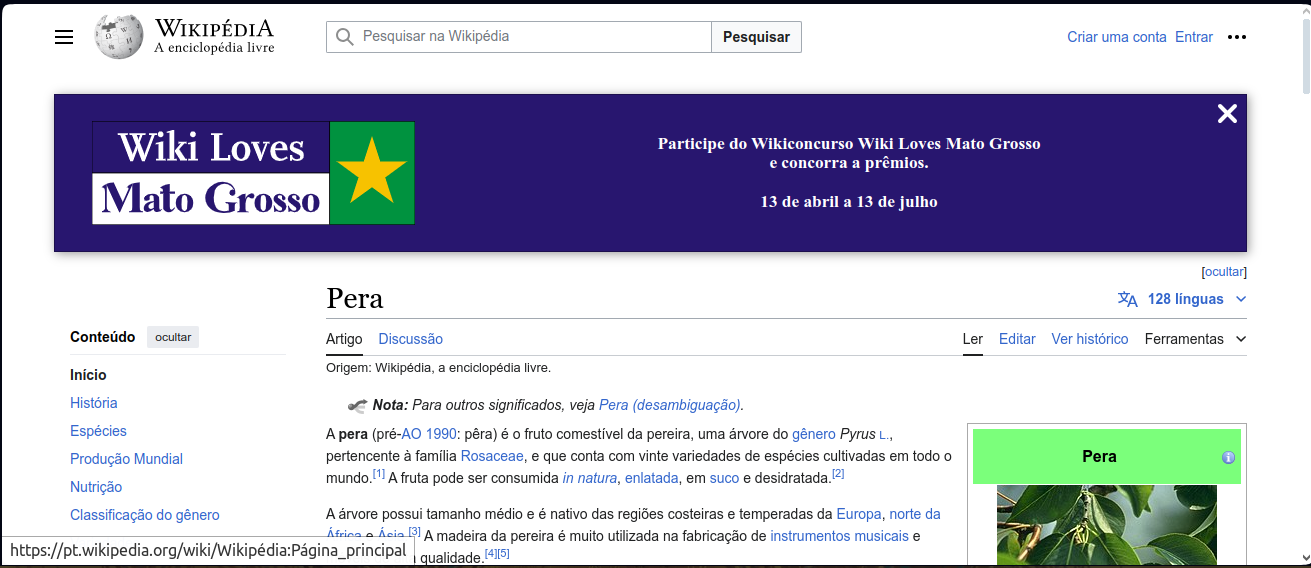 WIKIPÉDIA
A enciclopédia livre
Pesquisar na Wikipédia
Pesquisar
Criar uma conta Entrar
Wiki Loves
Mato Grosso
Participe do Wikiconcurso Wiki Loves Mato Grosso
e concorra a prêmios.
13 de abril a 13 de julho
[ocultar]
Pera
128 línguas
Conteúdo ocultar
Início
História
Espécies
Produção Mundial
Nutrição
Classificação do gênero
Artigo Discussão
Ler Editar Ver histórico Ferramentas
Origem: Wikipédia, a enciclopédia livre.
Nota: Para outros significados, veja Pera (desambiguação).
A pera (pré-AO 1990: pêra) é o fruto comestível da pereira, uma árvore do gênero Pyrus L.,
pertencente à família Rosaceae, e que conta com vinte variedades de espécies cultivadas em todo o
mundo.[1] A fruta pode ser consumida in natura, enlatada, em suco e desidratada.[2]
A árvore possui tamanho médio e é nativo das regiões costeiras e temperadas da Europa, norte da
África e Ásia.[3] A madeira da pereira é muito utilizada na fabricação de instrumentos musicais e
qualidade.[4][5]
Pera
https://pt.wikipedia.org/wiki/Wikipédia:Página_principal